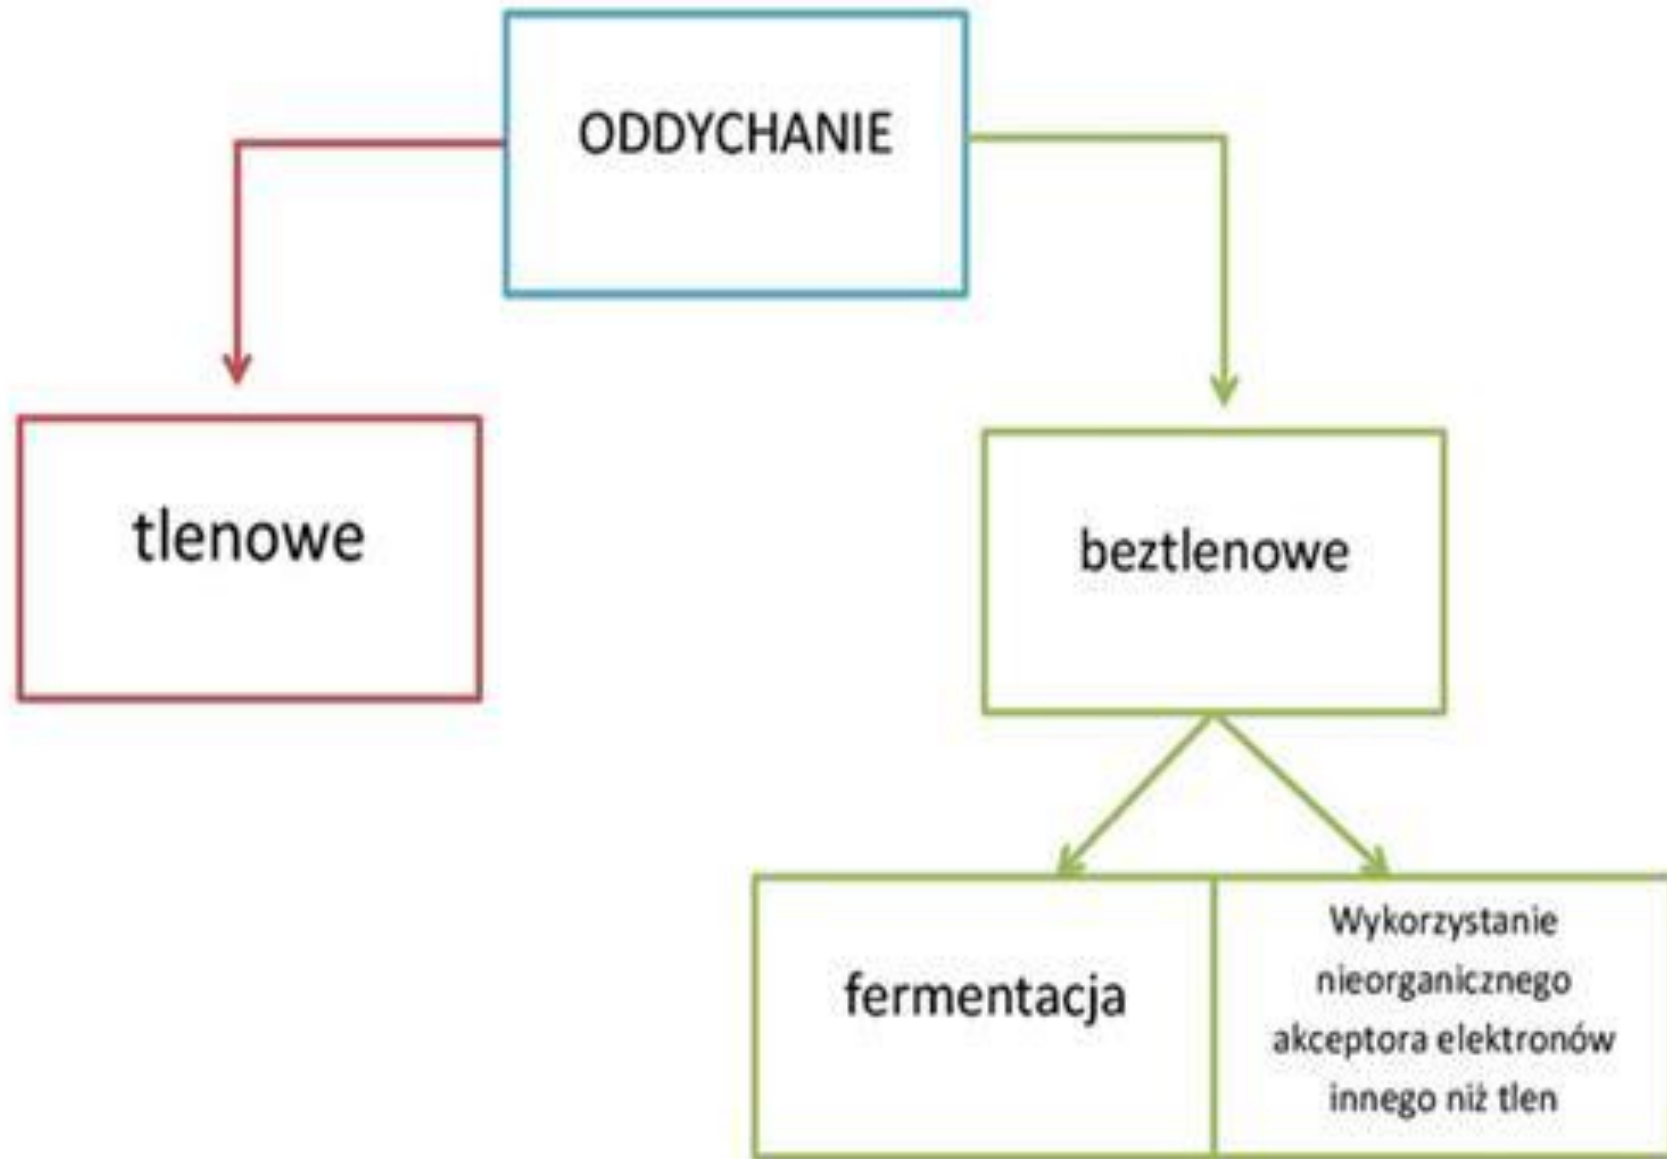 ODDYCHANIE
tlenowe
beztlenowe
fermentacja
Wykorzystanie
nieorganicznego
akceptora elektronów
innego niż tlen